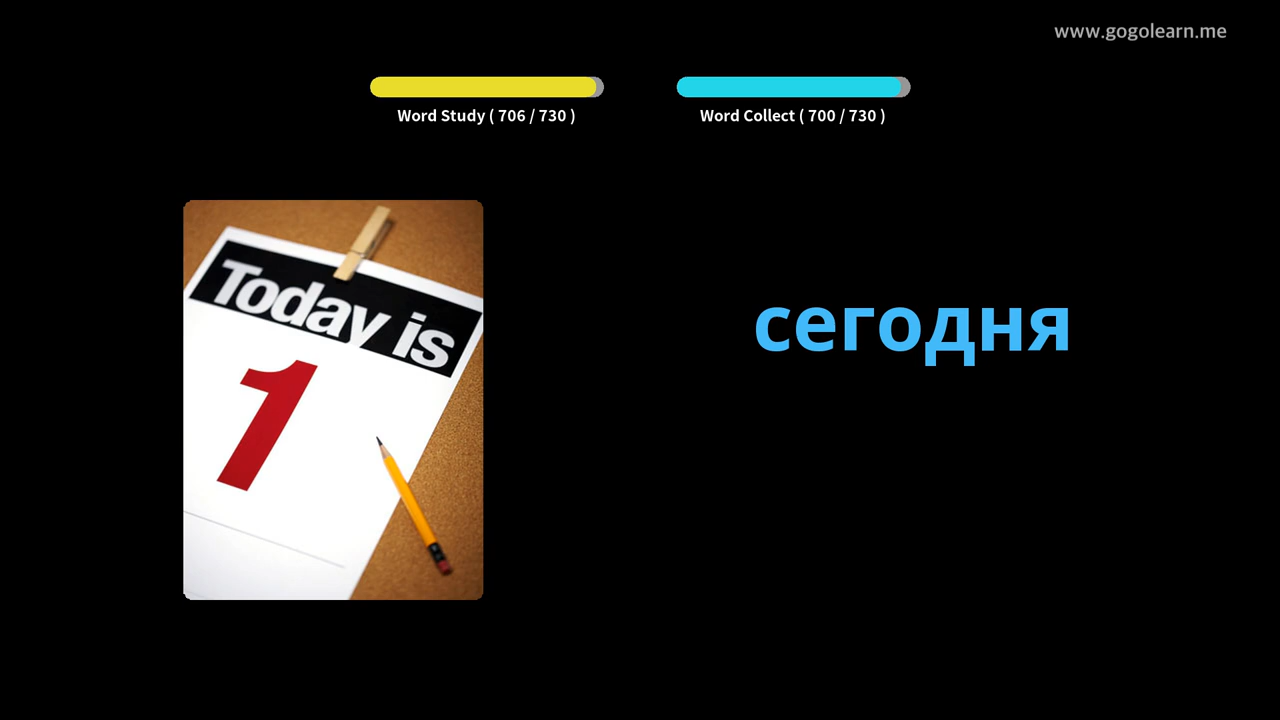 www.gogolearn.me
Word Study ( 706 / 730 )
Word Collect ( 700 / 730 )
Today is
1
сегодня